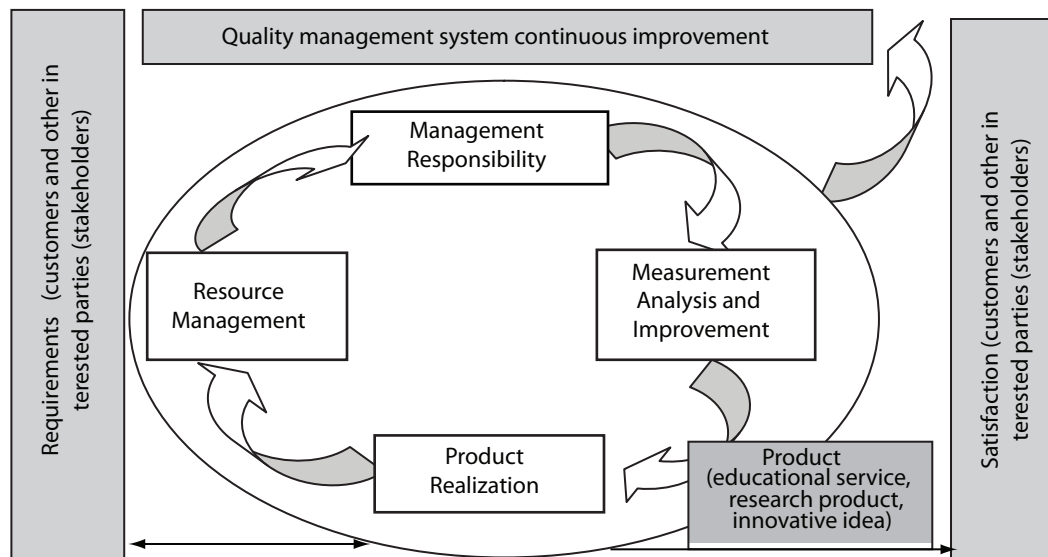 Quality management system continuous improvement
Requirements (customers and other in
terested parties (stakeholders)
Management
Responsibility
Resource
Management
Measurement
Analysis and
Improvement
Product
Realization
Product
(educational service,
research product,
innovative idea)
Satisfaction (customers and other in
terested parties (stakeholders)